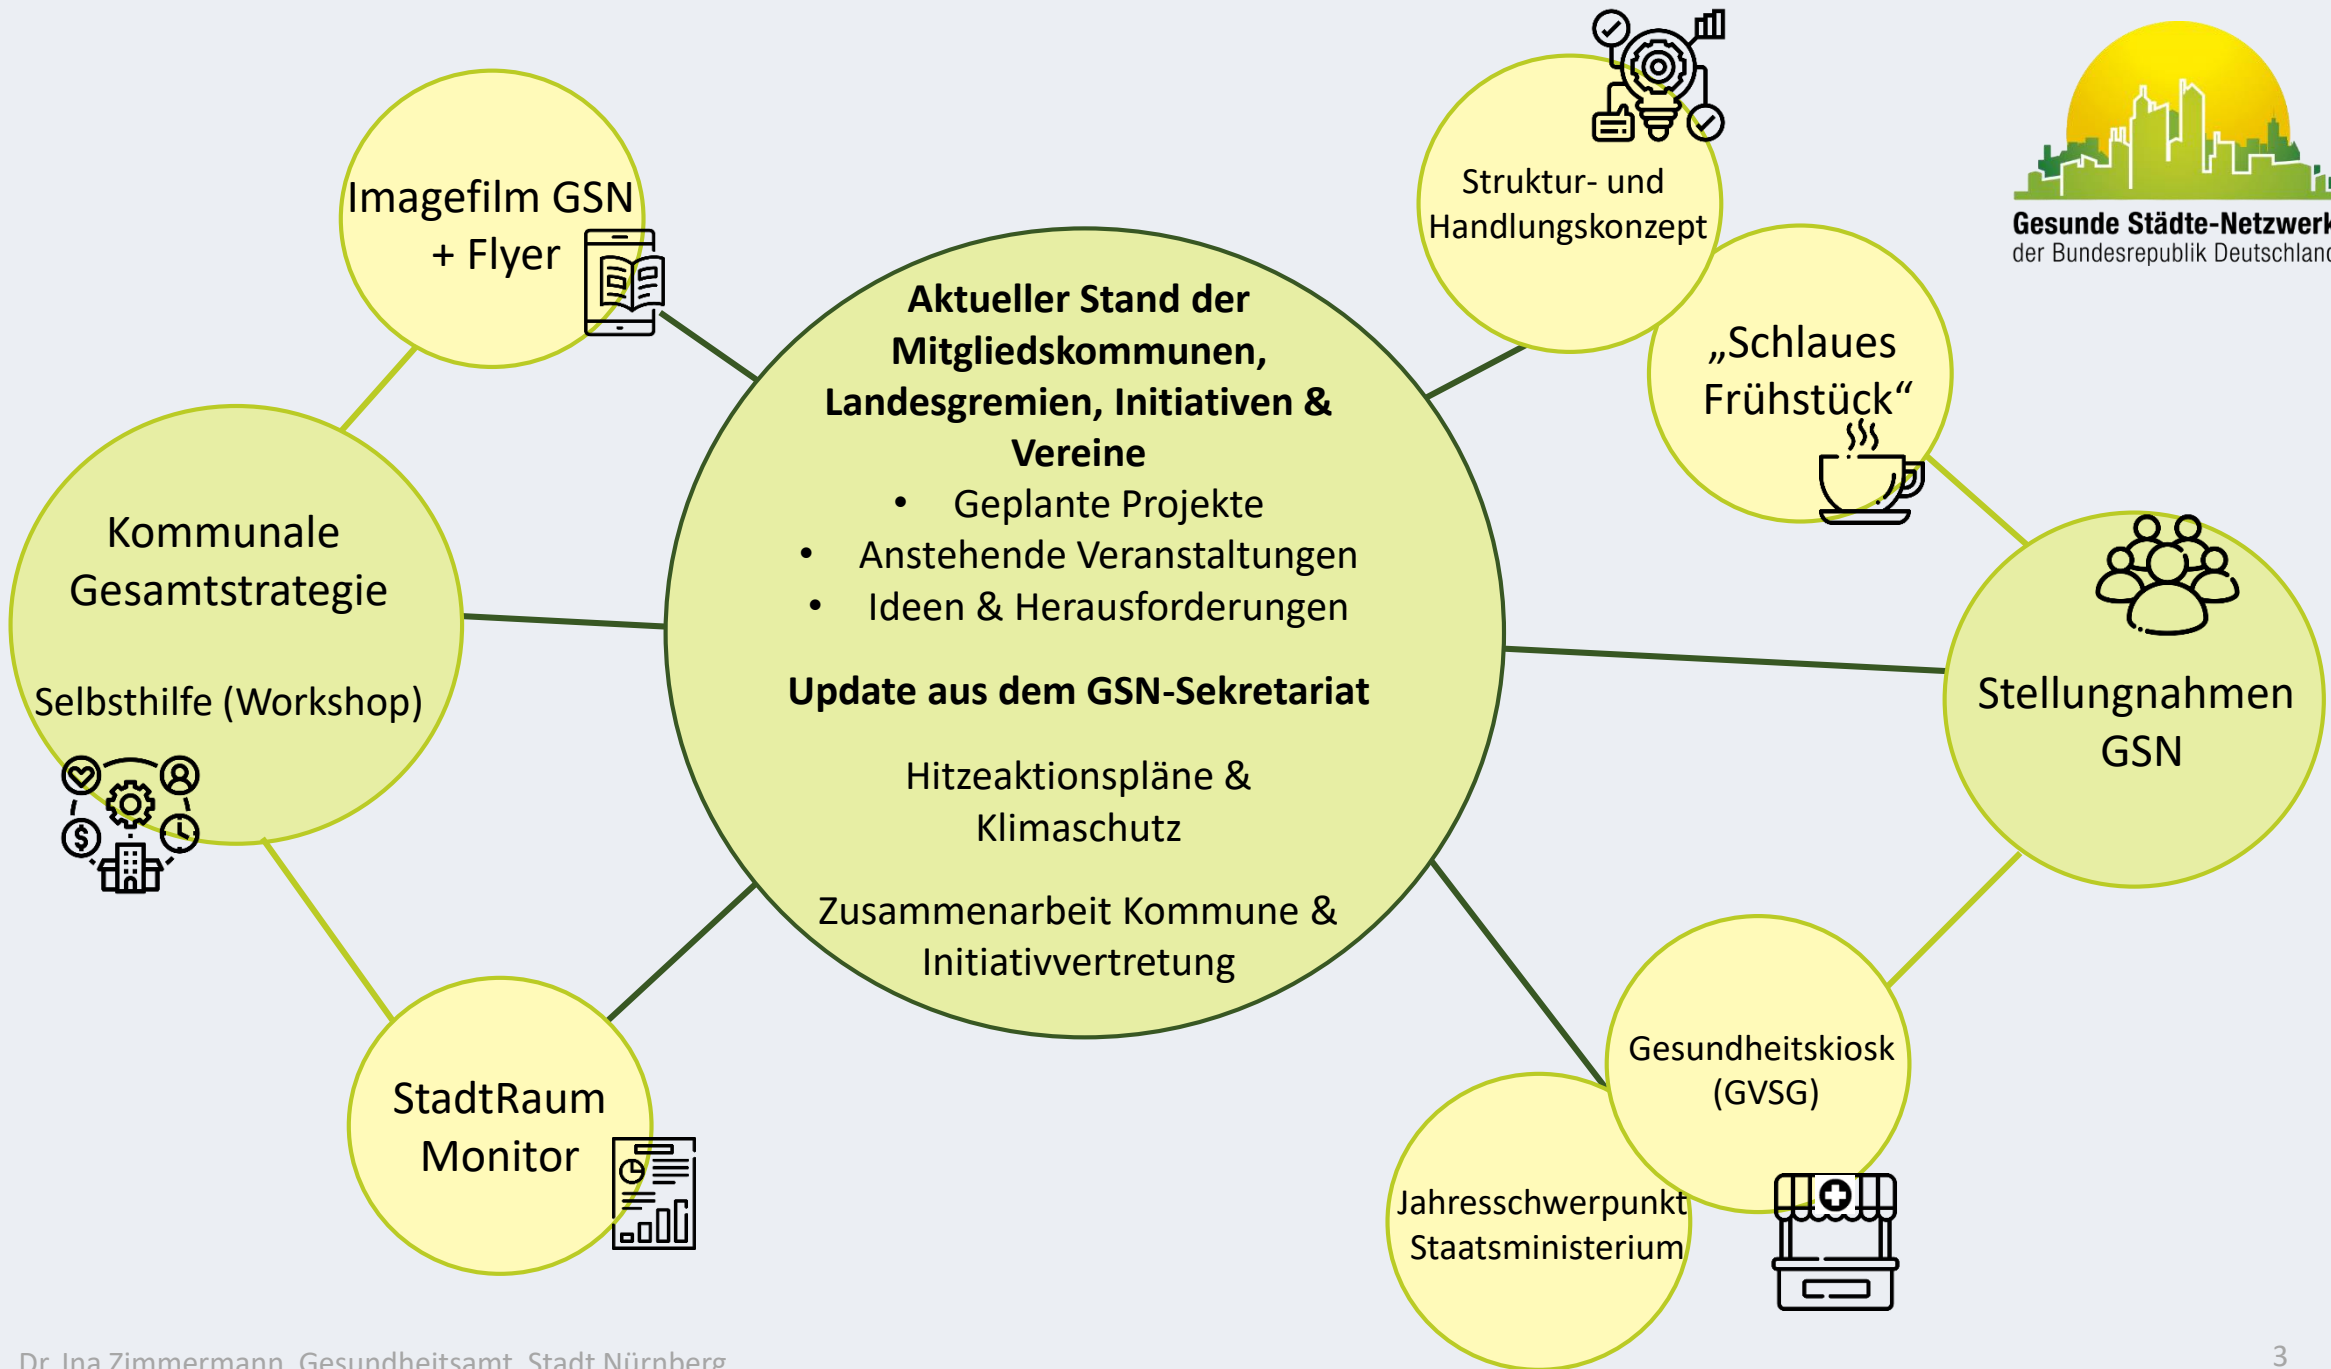 Imagefilm GSN
+ Flyer
Struktur- und
Handlungskonzept
Gesunde Städte-Netzwerk
der Bundesrepublik Deutschland
„Schlaues
Frühstück“
Aktueller Stand der
Mitgliedskommunen,
Landesgremien, Initiativen &
Vereine
• Geplante Projekte
• Anstehende Veranstaltungen
• Ideen & Herausforderungen
Update aus dem GSN-Sekretariat
Hitzeaktionspläne &
Klimaschutz
Zusammenarbeit Kommune &
Initiativvertretung
Kommunale
Gesamtstrategie
Selbsthilfe (Workshop)
$
Stellungnahmen
GSN
StadtRaum
Monitor
Gesundheitskiosk
(GVSG)
Jahresschwerpunkt
Staatsministerium
Dr. Ina Zimmermann, Gesundheitsamt, Stadt Nürnberg
3